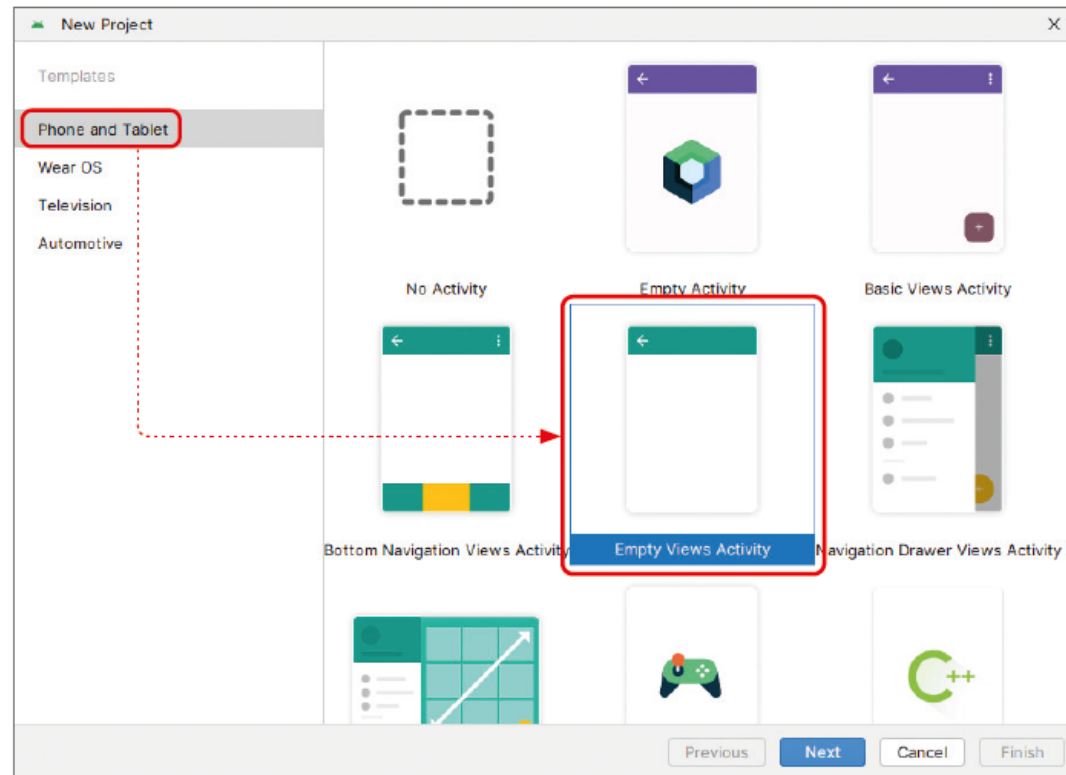 New Project
X
Templates
Phone and Tablet
Wear OS
Television
Automotive
No Activity
Empty Activity
Basic Views Activity
Bottom Navigation Views Activity
Empty Views Activity
Navigation Drawer Views Activity
C++
Previous
Next
Cancel
Finish